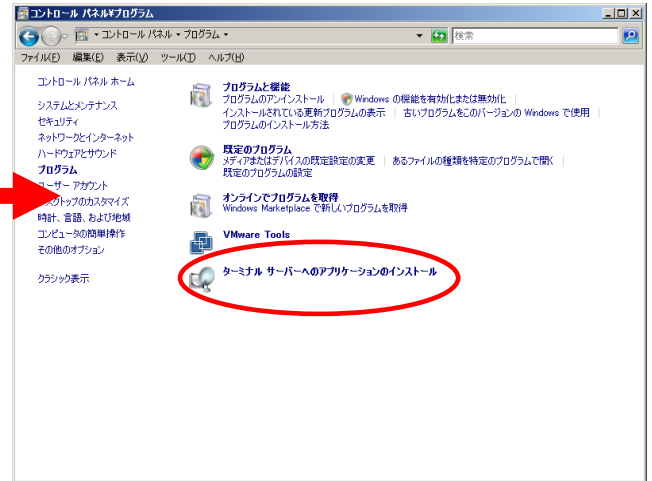 コントロール パネル¥プログラム
コントロール パネル ▾ プログラム ▾
検索
ファイル(F) 編集(E) 表示(V) ツール(T) ヘルプ(H)
コントロール パネル ホーム
システムとメンテナンス
セキュリティ
ネットワークとインターネット
ハードウェアとサウンド
プログラム
ユーザー アカウント
スクトップのカスタマイズ
時計、言語、および地域
コンピュータの簡単操作
その他のオプション
クラシック表示
プログラムと機能
プログラムのアンインストール | Windows の機能を有効化または無効化 |
インストールされている更新プログラムの表示 | 古いプログラムをこのバージョンの Windows で使用 |
プログラムのインストール方法
既定のプログラム
メディアまたはデバイスの既定設定の変更 | あるファイルの種類を特定のプログラムで開く |
既定のプログラムの設定
オンラインでプログラムを取得
Windows Marketplace で新しいプログラムを取得
VMware Tools
ターミナル サーバーへのアプリケーションのインストール